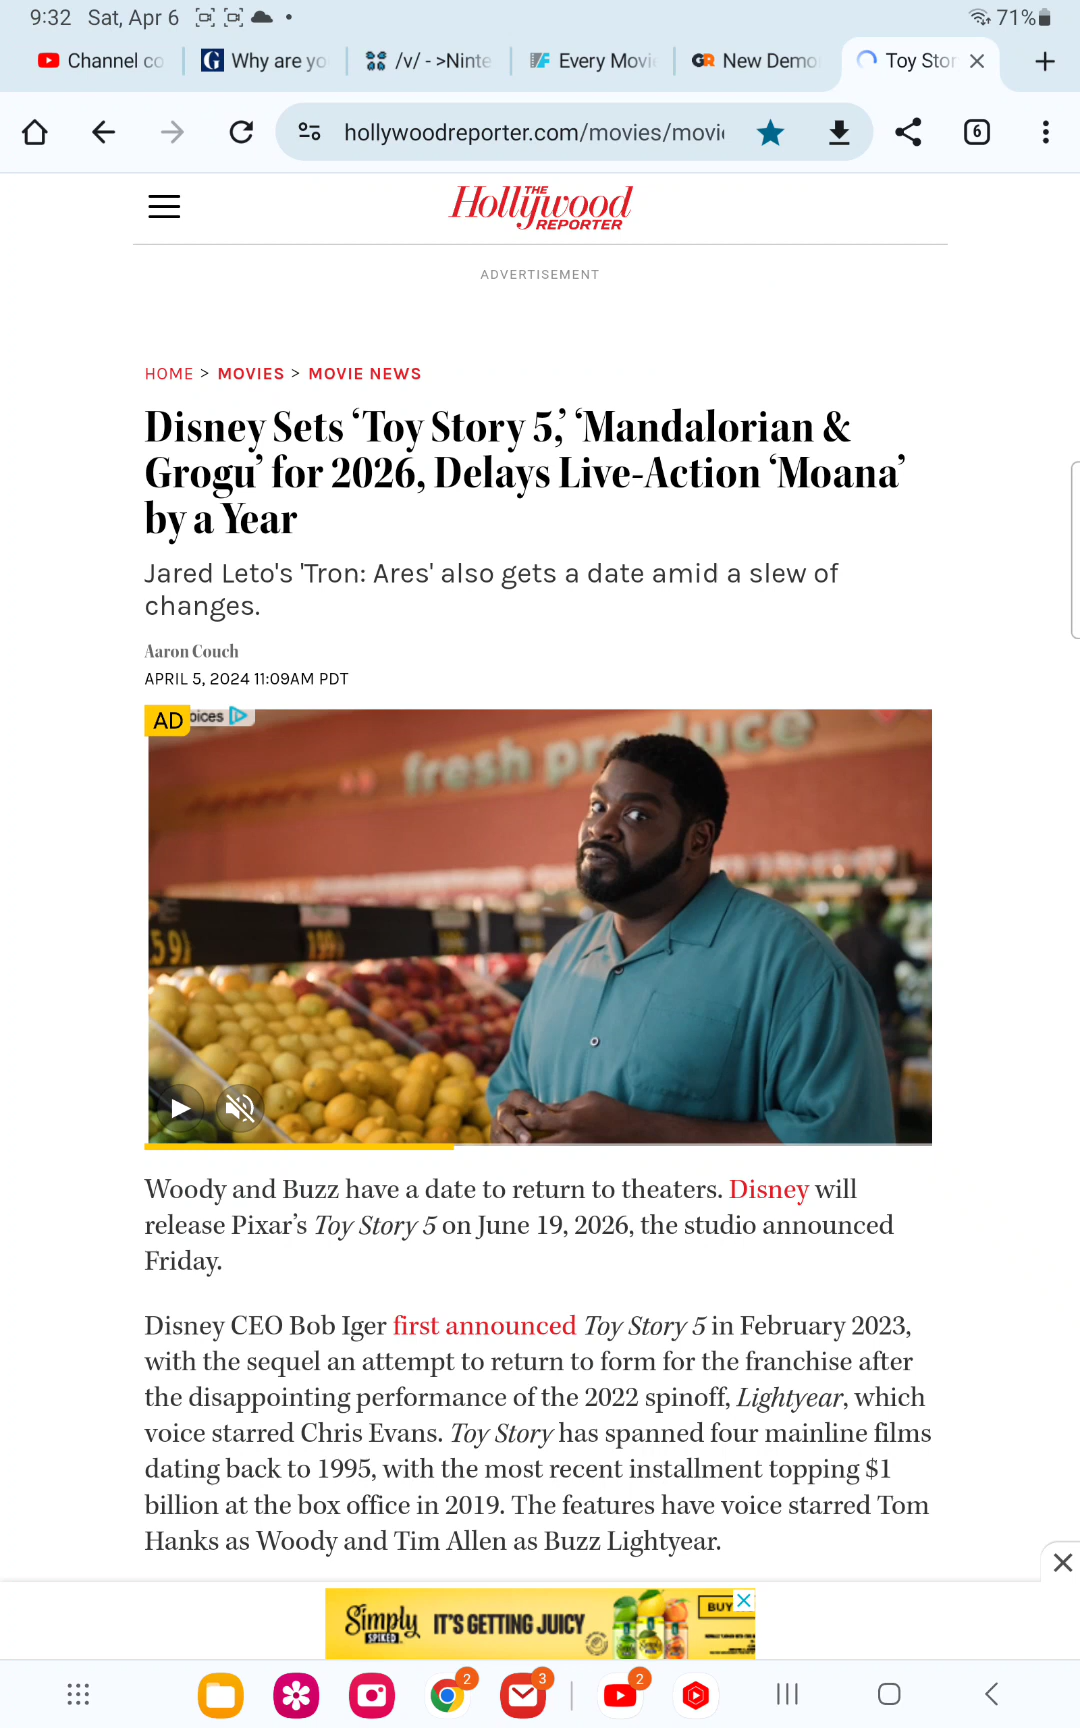 9:32 Sat, Apr 6
71%
Channel co
Why are yo
/v/ - >Ninte
Every Movie
New Demo
Toy Stor
hollywoodreporter.com/movies/movie
6
THE
Hollywood
REPORTER
ADVERTISEMENT
HOME > MOVIES > MOVIE NEWS
Disney Sets ‘Toy Story 5,’ ‘Mandalorian &
Grogu’ for 2026, Delays Live-Action ‘Moana’
by a Year
Jared Leto's 'Tron: Ares' also gets a date amid a slew of
changes.
Aaron Couch
APRIL 5, 2024 11:09AM PDT
AD oices
fresh produce
59
199
Woody and Buzz have a date to return to theaters. Disney will
release Pixar’s Toy Story 5 on June 19, 2026, the studio announced
Friday.
Disney CEO Bob Iger first announced Toy Story 5 in February 2023,
with the sequel an attempt to return to form for the franchise after
the disappointing performance of the 2022 spinoff, Lightyear, which
voice starred Chris Evans. Toy Story has spanned four mainline films
dating back to 1995, with the most recent installment topping $1
billion at the box office in 2019. The features have voice starred Tom
Hanks as Woody and Tim Allen as Buzz Lightyear.
Simply
SPIKED
IT'S GETTING JUICY
BUY
2
3
2